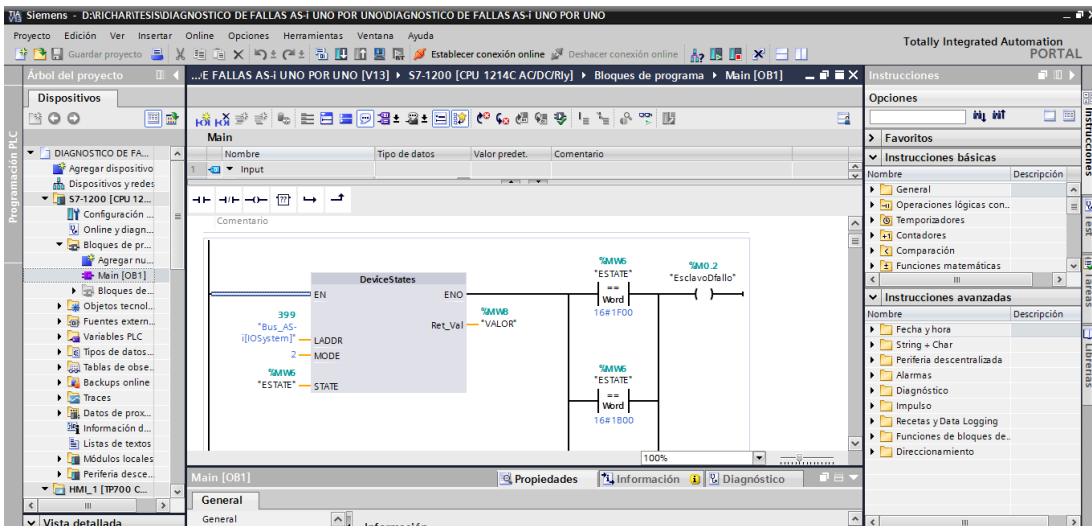 Siemens - D:\RICHAR\TESIS\DIAGNOSTICO DE FALLAS AS-i UNO POR UNO\DIAGNOSTICO DE FALLAS AS-i UNO POR UNO
Proyecto Edición Ver Insertar Online Opciones Herramientas Ventana Ayuda
Totally Integrated Automation
PORTAL
Guardar proyecto
Establecer conexión online
Deshacer conexión online
Árbol del proyecto
...E FALLAS AS-i UNO POR UNO [V13] S7-1200 [CPU 1214C AC/DC/Rly] Bloques de programa Main [OB1]
Instrucciones
Dispositivos
Opciones
Programación PLC
DIAGNOSTICO DE FA...
Agregar dispositivo
Dispositivos y redes
S7-1200 [CPU 12...
Configuración ...
Online y diagn...
Bloques de pr...
Agregar nu...
Main [OB1]
Bloques de...
Objetos tecnol...
Fuentes extern...
Variables PLC
Tipos de datos...
Tablas de obse...
Backups online
Traces
Datos de prox...
Información d...
Listas de textos
Módulos locales
Periferia desce...
HMI_1 [TP700 C...
Vista detallada
Main
Nombre Tipo de datos Valor predet. Comentario
1 Input
Comentario
DeviceStates
EN ENO
399
"Bus_AS-
i[IOSystem]" LADDR
2 MODE
%MW6
"ESTATE" STATE
Ret_Val
%MW8
"VALOR"
%MW6
"ESTATE"
==
Word
16#1F00
%M0.2
"EsclavoDfallo"
%MW6
"ESTATE"
==
Word
16#1B00
100%
Main [OB1]
Propiedades Información Diagnóstico
General
General
Información
Favoritos
Instrucciones básicas
Nombre Descripción
General
Operaciones lógicas con..
Temporizadores
Contadores
Comparación
Funciones matemáticas
Instrucciones avanzadas
Nombre Descripción
Fecha y hora
String + Char
Periferia descentralizada
Alarmas
Diagnóstico
Impulso
Recetas y Data Logging
Funciones de bloques de..
Direccionamiento
Instrucciones
Test
Tareas
Librerías